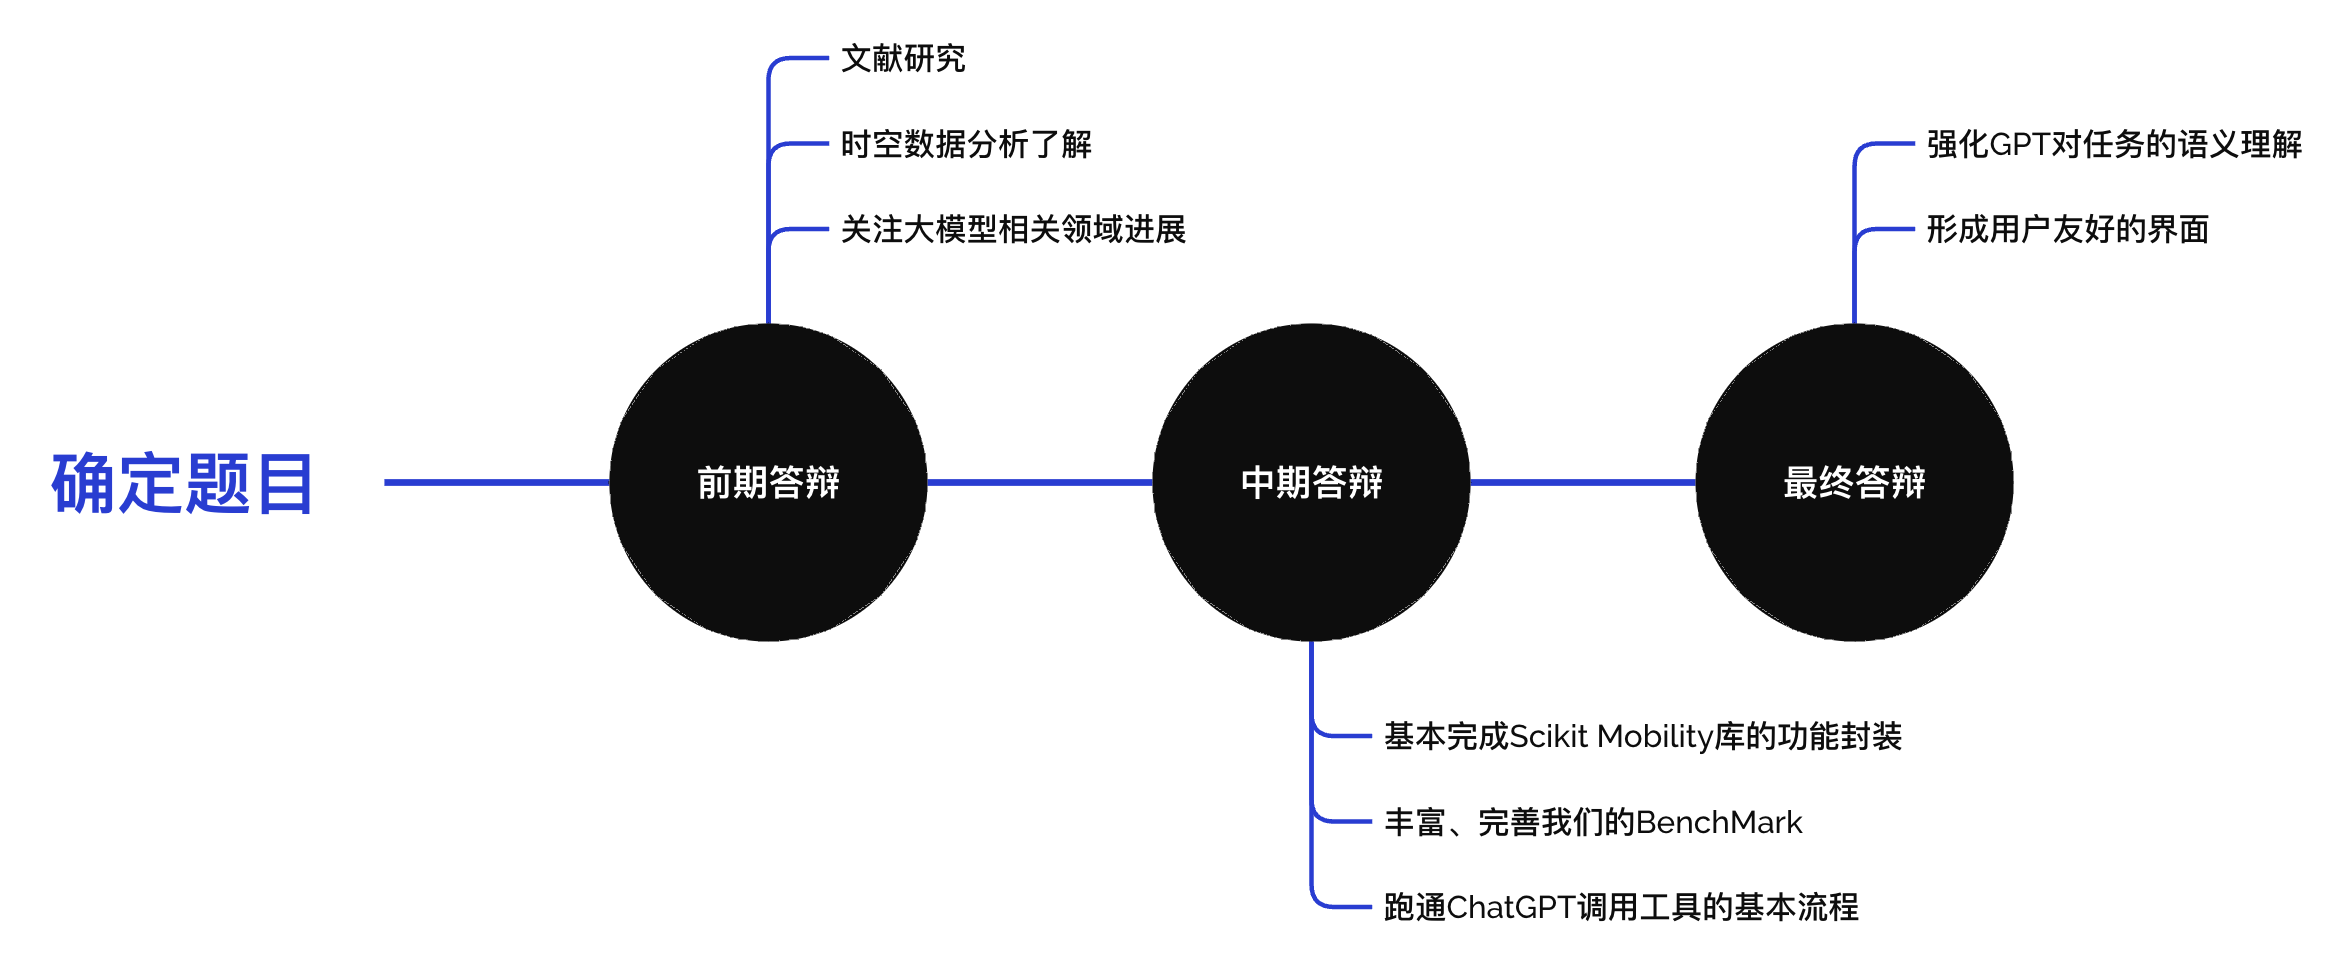 确定题目
前期答辩
文献研究
时空数据分析了解
关注大模型相关领域进展
中期答辩
基本完成Scikit Mobility库的功能封装
丰富、完善我们的BenchMark
跑通ChatGPT调用工具的基本流程
最终答辩
强化GPT对任务的语义理解
形成用户友好的界面